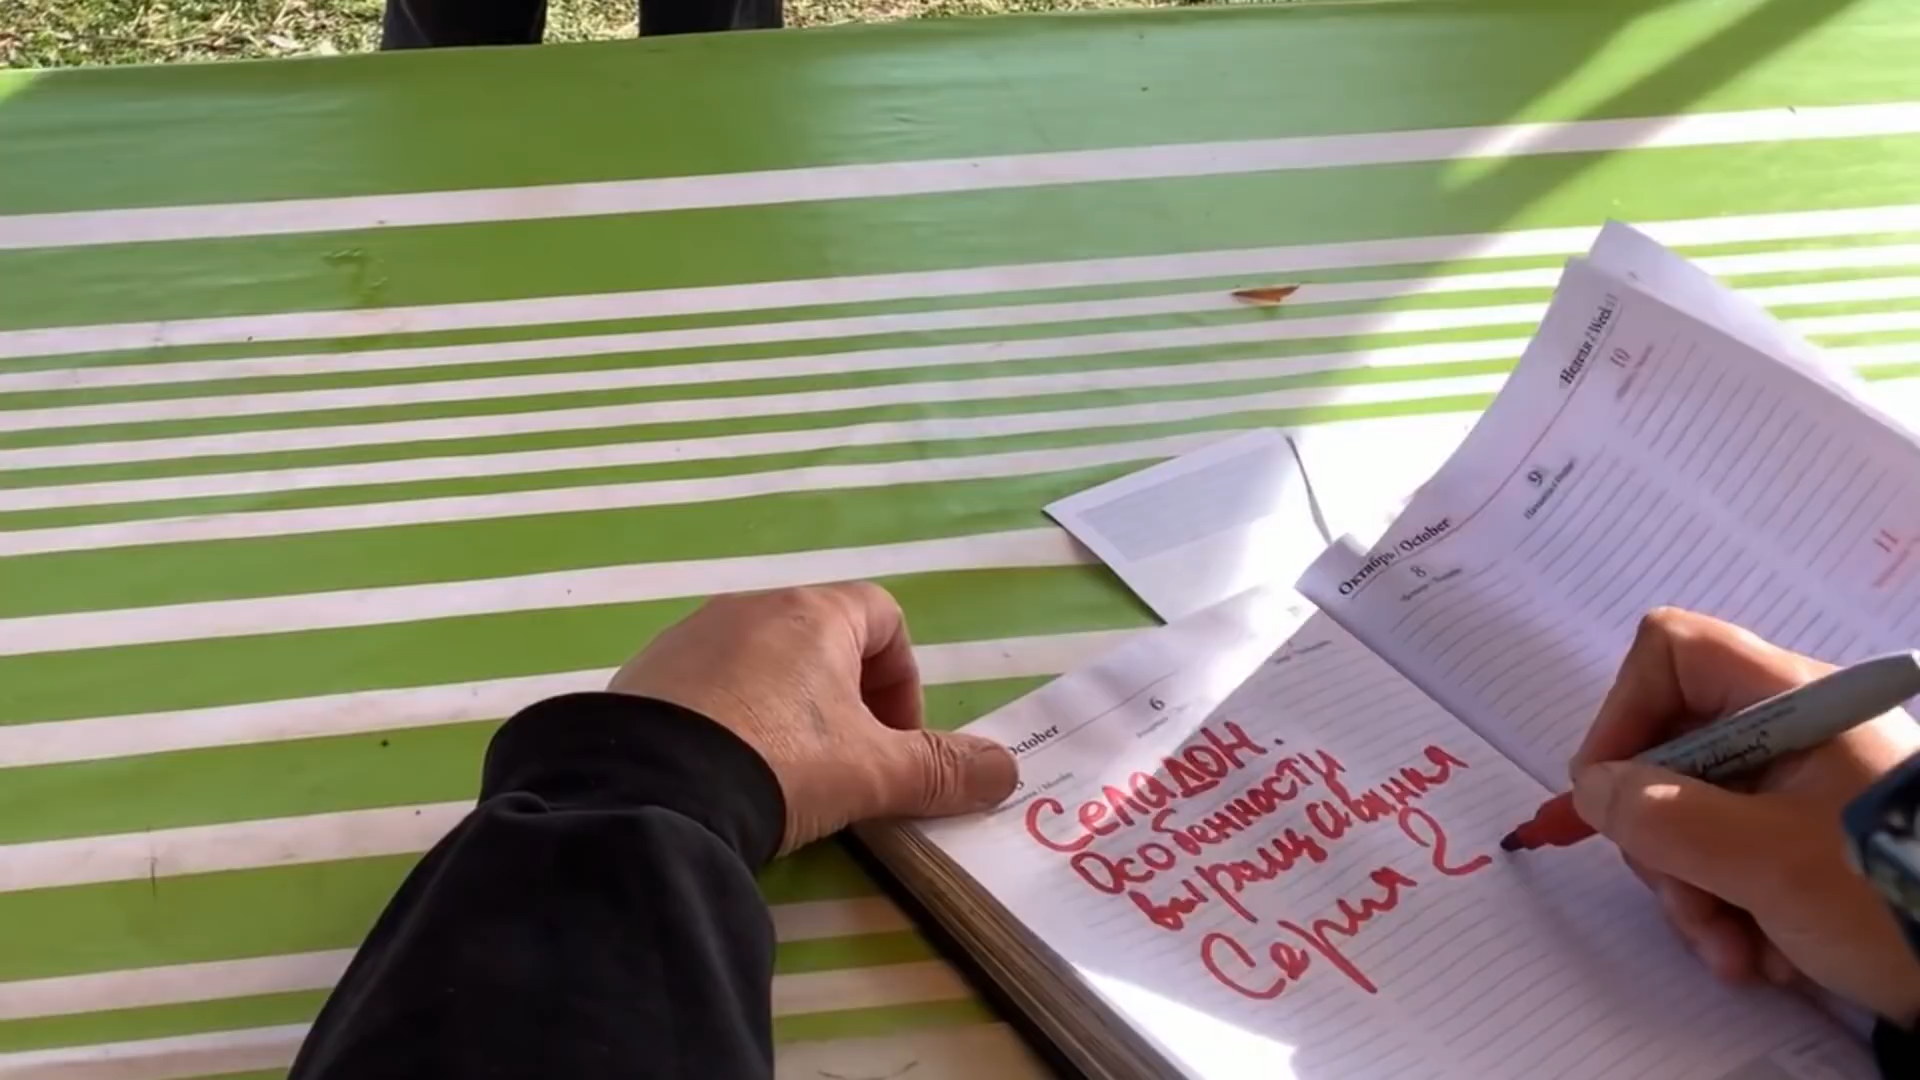 Селадон.
Особенности
выращивания
Серия 2
October
6
Октябрь / October
8
9
Неделя / Week
10
11